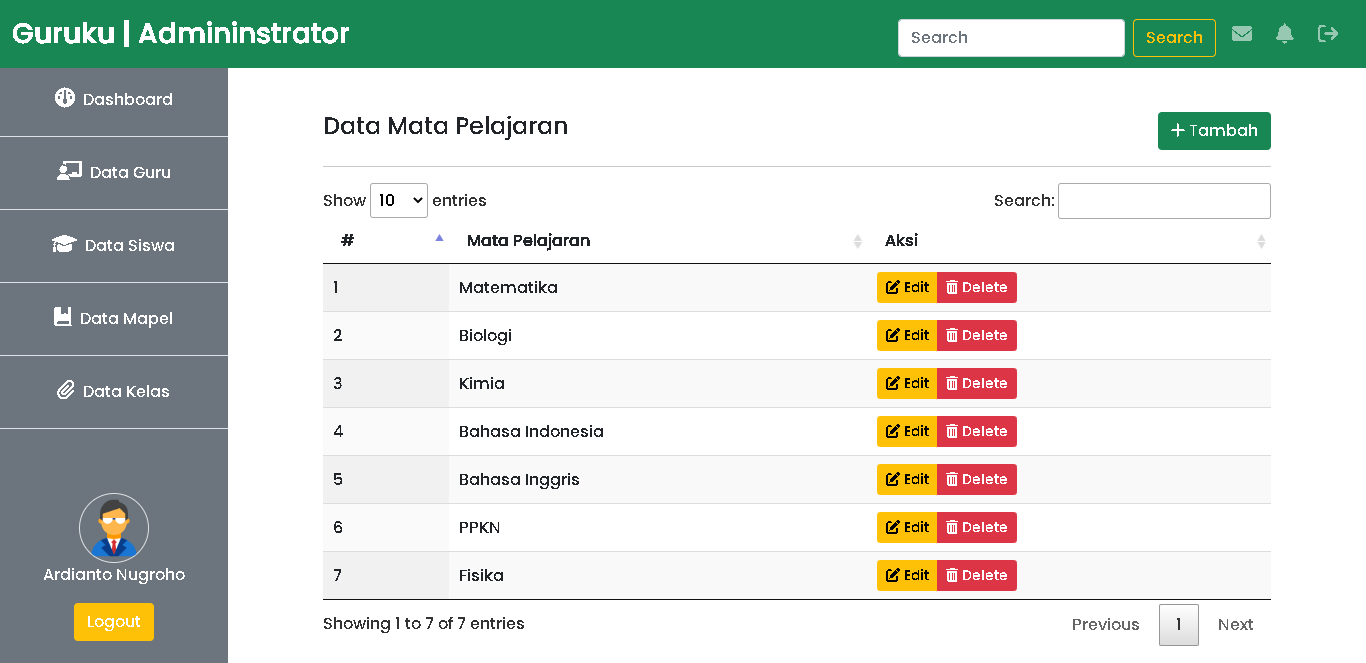 Guruku | Admininstrator
Search
Search
Dashboard
Data Guru
Data Siswa
Data Mapel
Data Kelas
Ardianto Nugroho
Logout
Data Mata Pelajaran
+ Tambah
Show 10 entries
Search:
# Mata Pelajaran Aksi
1 Matematika Edit Delete
2 Biologi Edit Delete
3 Kimia Edit Delete
4 Bahasa Indonesia Edit Delete
5 Bahasa Inggris Edit Delete
6 PPKN Edit Delete
7 Fisika Edit Delete
Showing 1 to 7 of 7 entries
Previous 1 Next